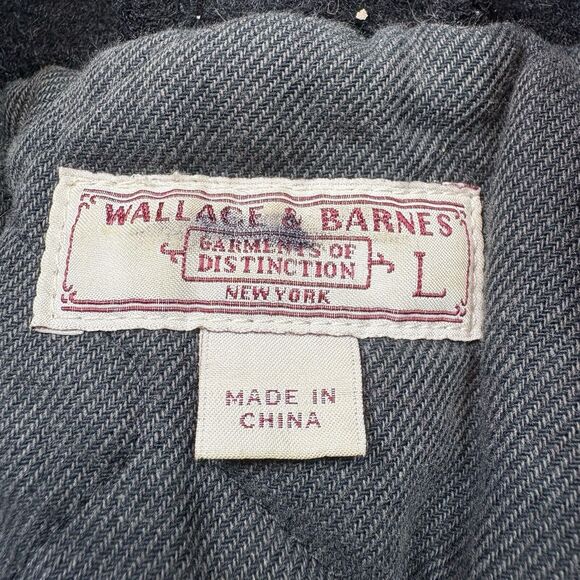 WALLACE & BARNES
GARMENTS OF
DISTINCTION
NEW YORK
L
MADE IN
CHINA